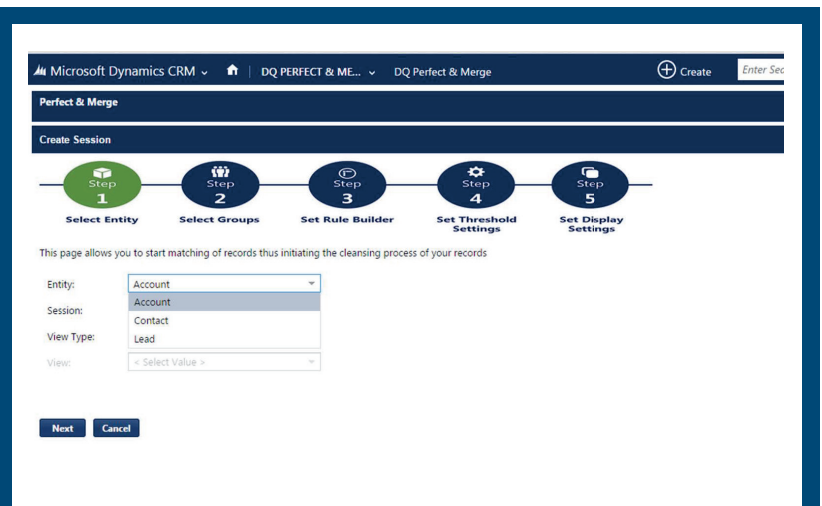 Microsoft Dynamics CRM DQ PERFECT & ME... DQ Perfect & Merge Create Enter Sec
Perfect & Merge
Create Session
Step 1 Step 2 Step 3 Step 4 Step 5
Select Entity Select Groups Set Rule Builder Set Threshold Settings Set Display Settings
This page allows you to start matching of records thus initiating the cleansing process of your records
Entity: Account
Account
Session:
Contact
View Type: Lead
View: < Select Value >
Next Cancel